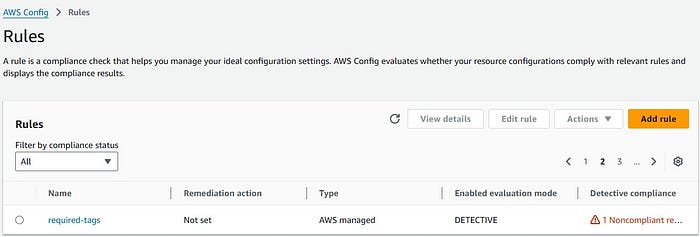 AWS Config > Rules
Rules
A rule is a compliance check that helps you manage your ideal configuration settings. AWS Config evaluates whether your resource configurations comply with relevant rules and
displays the compliance results.
Rules
View details
Edit rule
Actions
Add rule
Filter by compliance status
All
1 2 3 ...
Name Remediation action Type Enabled evaluation mode Detective compliance
required-tags Not set AWS managed DETECTIVE 1 Noncompliant re...